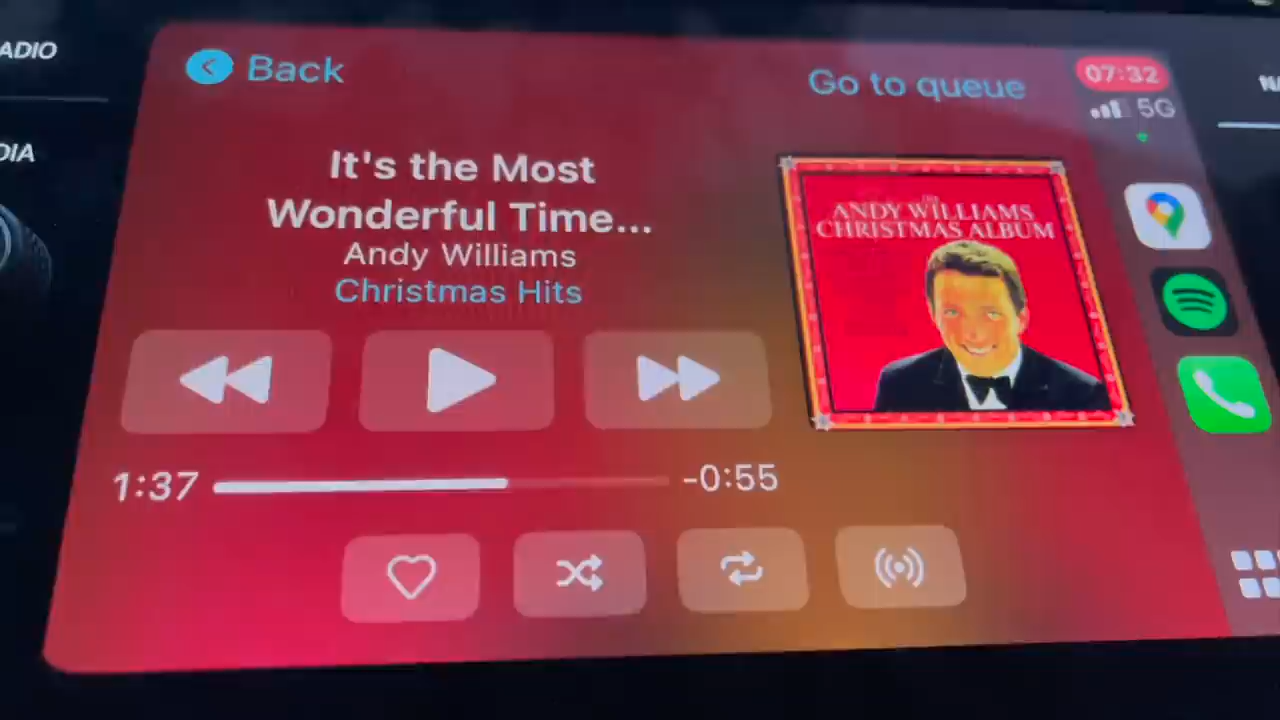 ADIO
DIA
Back
Go to queue
07:32
5G
It's the Most
Wonderful Time...
Andy Williams
Christmas Hits
THE
ANDY WILLIAMS
CHRISTMAS ALBUM
1:37
-0:55